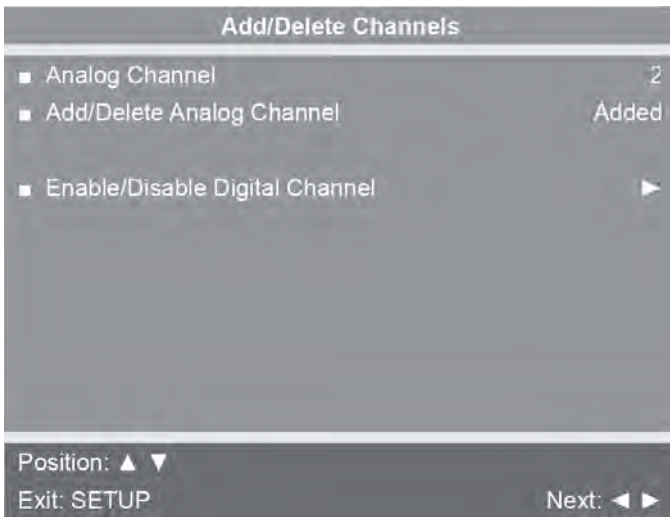 Add/Delete Channels
■ Analog Channel 2
■ Add/Delete Analog Channel Added
■ Enable/Disable Digital Channel ►
Position: ▲ ▼
Exit: SETUP Next: ◄ ►